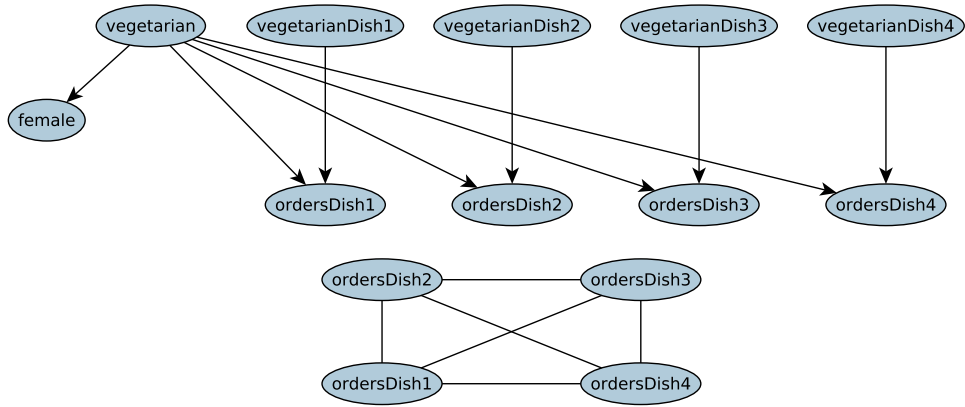 vegetarian
vegetarianDish1
vegetarianDish2
vegetarianDish3
vegetarianDish4
female
ordersDish1
ordersDish2
ordersDish3
ordersDish4
ordersDish2
ordersDish3
ordersDish1
ordersDish4